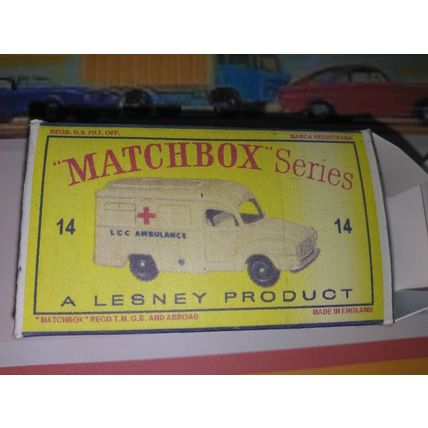 REGD. U.S. PAT. OFF. MARCA REGISTRADA
"MATCHBOX" Series
14 14
LCC AMBULANCE
A LESNEY PRODUCT
"MATCHBOX" REGD T.M. G.B. AND ABROAD MADE IN ENGLAND